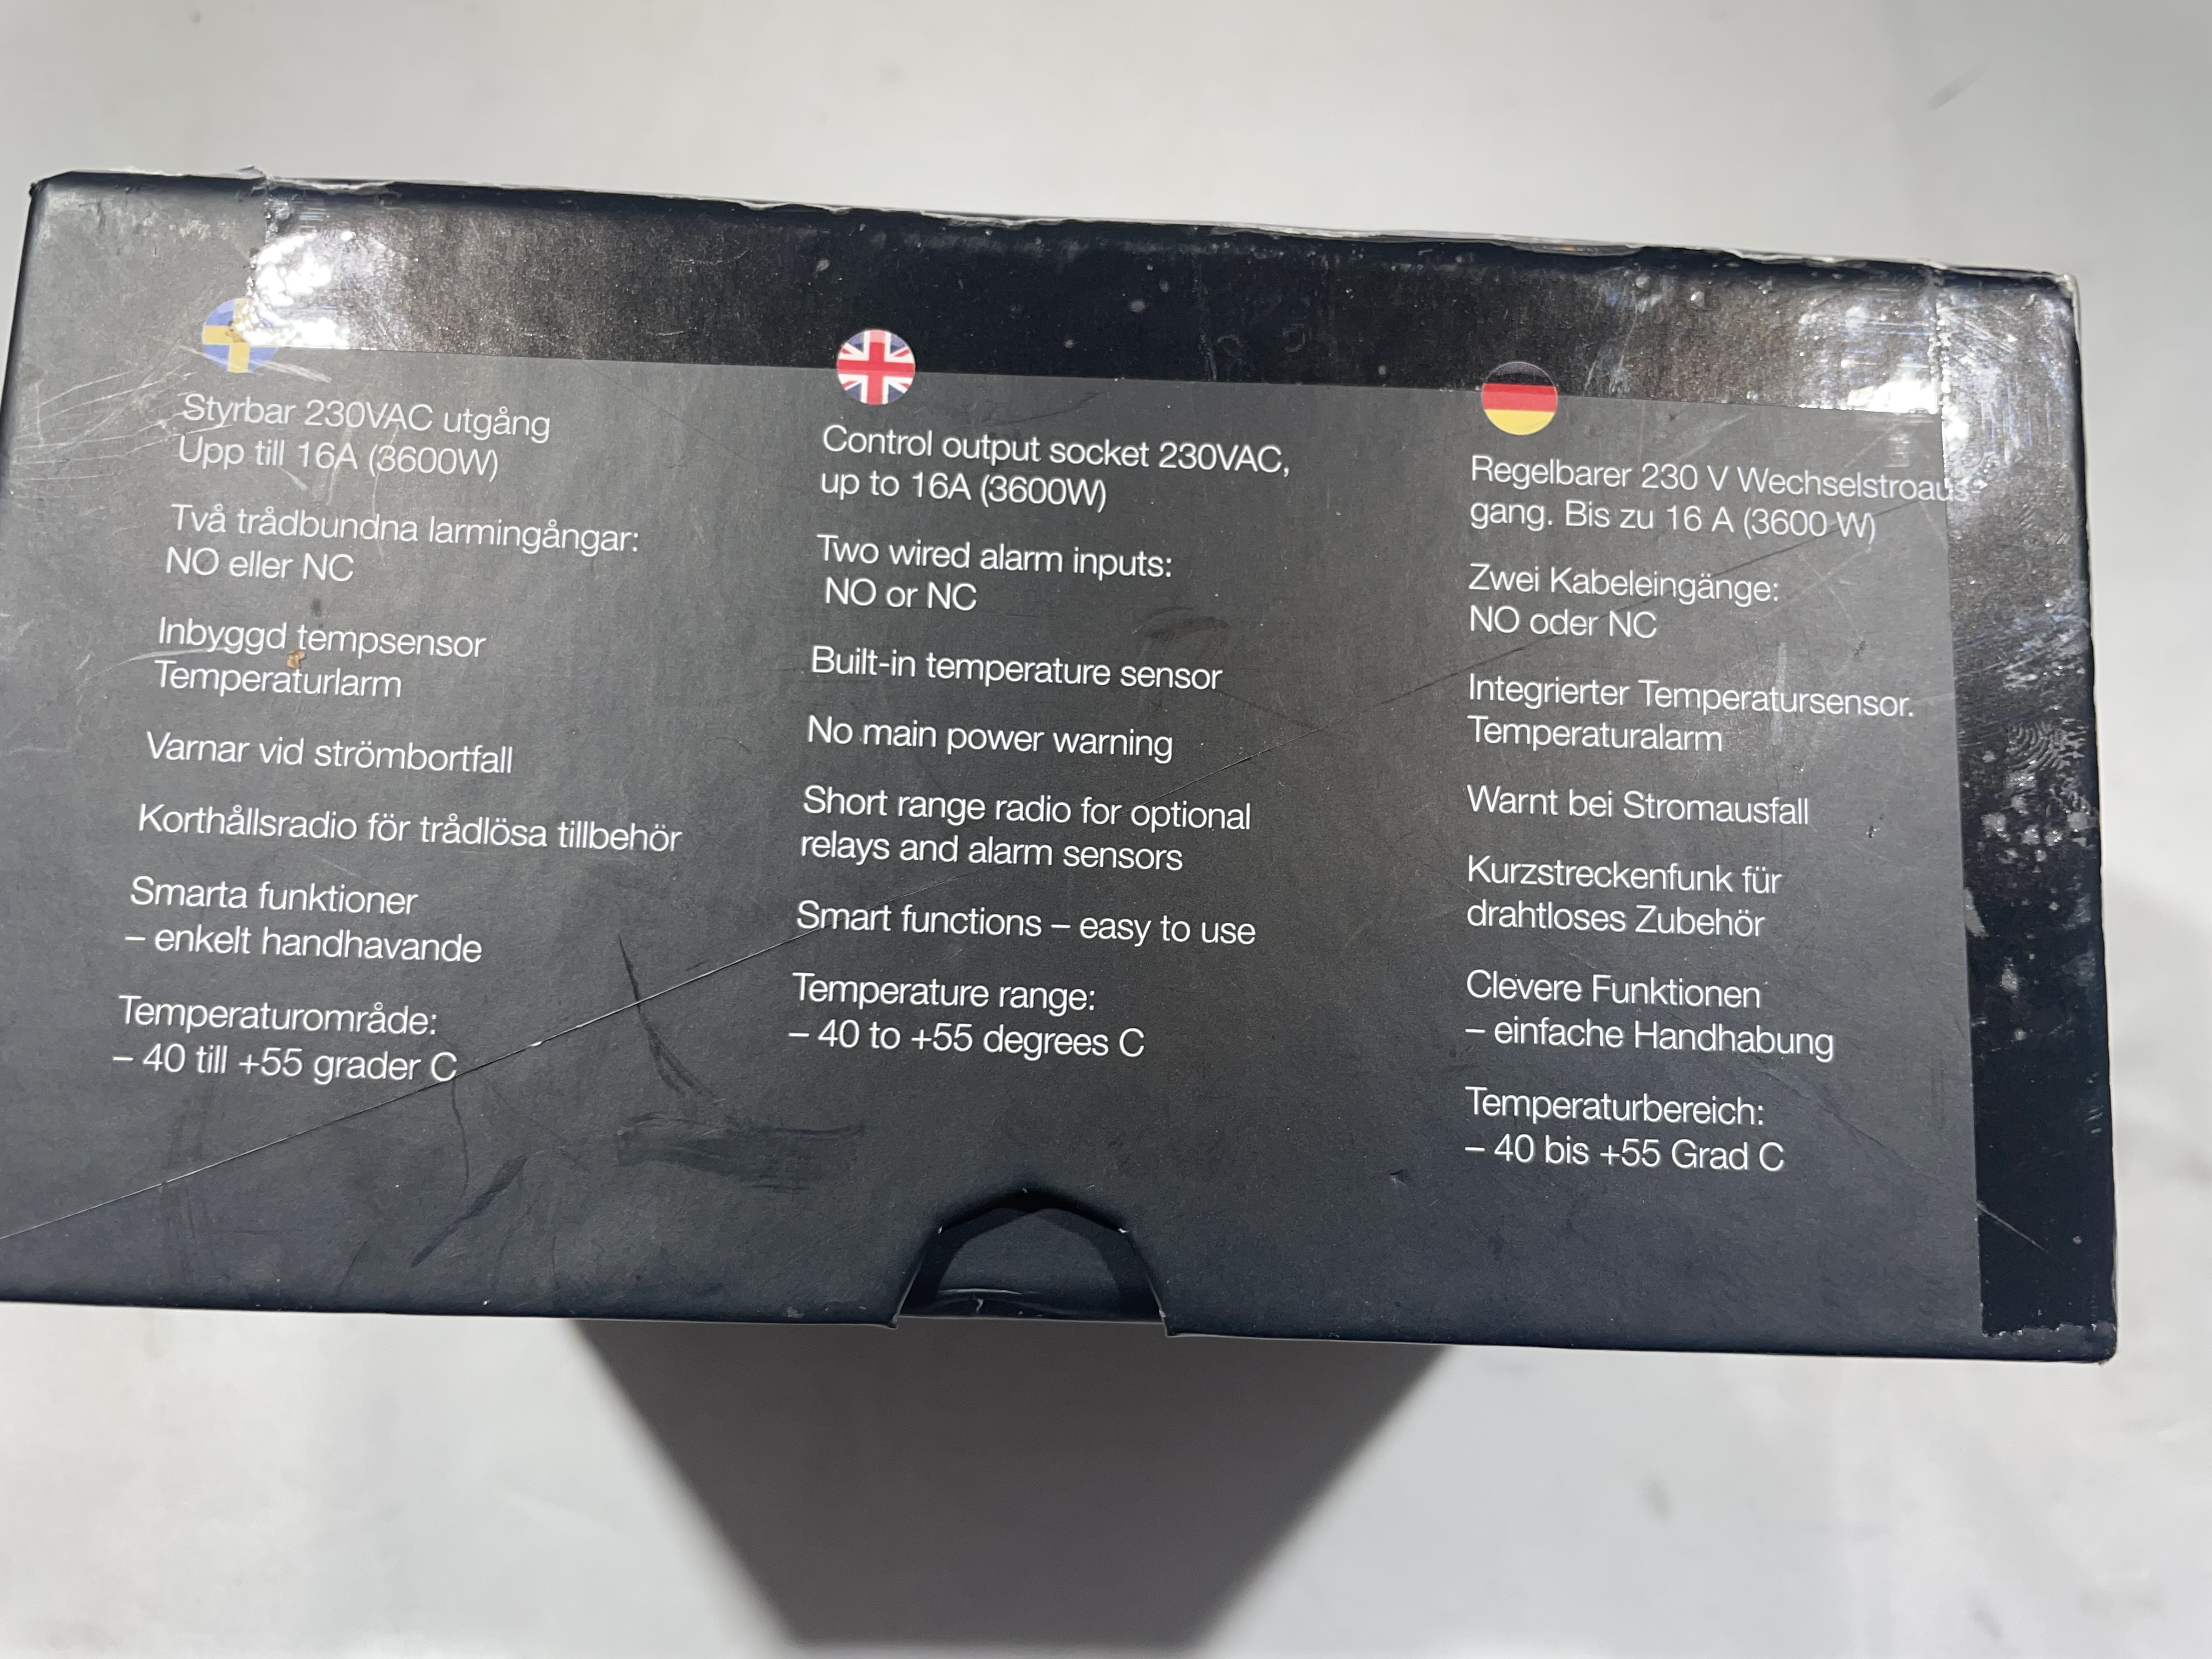 Styrbar 230VAC utgång
Upp till 16A (3600W)
Två trådbundna larmingångar:
NO eller NC
Inbyggd tempsensor
Temperaturlarm
Varnar vid strömbortfall
Korthållsradio för trådlösa tillbehör
Smarta funktioner
– enkelt handhavande
Temperaturområde:
– 40 till +55 grader C
Control output socket 230VAC,
up to 16A (3600W)
Two wired alarm inputs:
NO or NC
Built-in temperature sensor
No main power warning
Short range radio for optional
relays and alarm sensors
Smart functions – easy to use
Temperature range:
– 40 to +55 degrees C
Regelbarer 230 V Wechselstroaus-
gang. Bis zu 16 A (3600 W)
Zwei Kabeleingänge:
NO oder NC
Integrierter Temperatursensor.
Temperaturalarm
Warnt bei Stromausfall
Kurzstreckenfunk für
drahtloses Zubehör
Clevere Funktionen
– einfache Handhabung
Temperaturbereich:
– 40 bis +55 Grad C